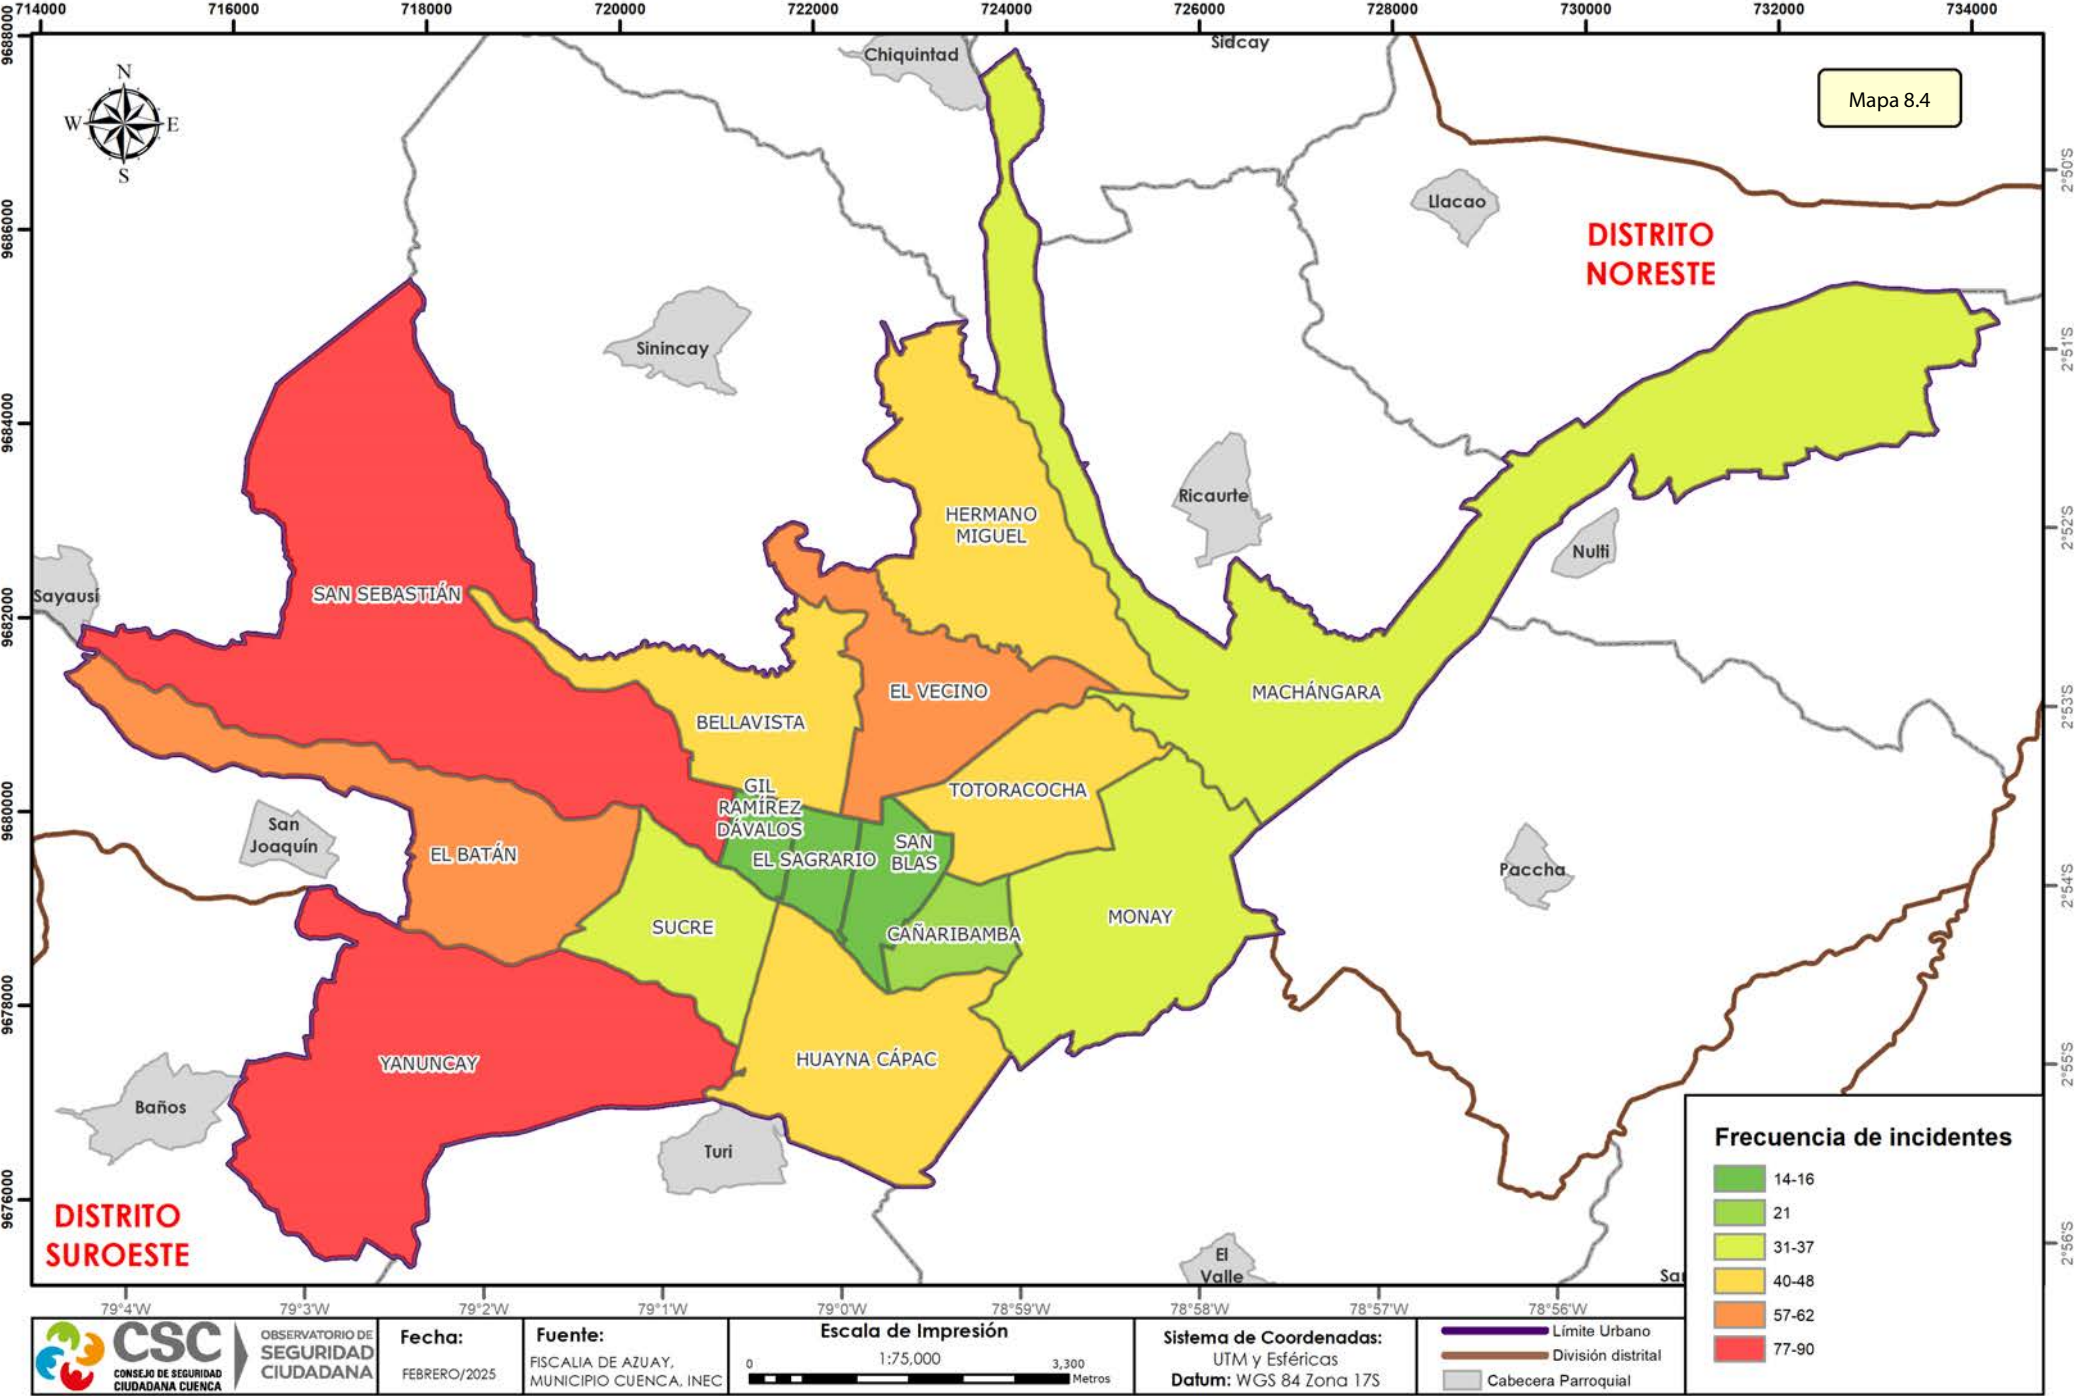 714000 716000 718000 720000 722000 724000 726000 728000 730000 732000 734000
9688000
9686000
9684000
9682000
9680000
9678000
9676000
2°50'S
2°51'S
2°52'S
2°53'S
2°54'S
2°55'S
2°56'S
N
W E
S
Mapa 8.4
Chiquintad
Sidcay
Llacao
DISTRITO
NORESTE
Sinincay
Ricaurte
HERMANO
MIGUEL
Nulti
Sayausí
SAN SEBASTIÁN
EL VECINO
MACHÁNGARA
BELLAVISTA
GIL
RAMÍREZ
DÁVALOS
TOTORACOCHA
San
Joaquín
EL BATÁN
EL SAGRARIO
SAN
BLAS
Paccha
SUCRE
CAÑARIBAMBA
MONAY
YANUNCAY
HUAYNA CÁPAC
Baños
Turi
El
Valle
DISTRITO
SUROESTE
Frecuencia de incidentes
14-16
21
31-37
40-48
57-62
77-90
79°4'W 79°3'W 79°2'W 79°1'W 79°0'W 78°59'W 78°58'W 78°57'W 78°56'W
CSC
CONSEJO DE SEGURIDAD
CIUDADANA CUENCA
OBSERVATORIO DE
SEGURIDAD
CIUDADANA
Fecha:
FEBRERO/2025
Fuente:
FISCALIA DE AZUAY,
MUNICIPIO CUENCA, INEC
Escala de Impresión
1:75,000
0 3,300
Metros
Sistema de Coordenadas:
UTM y Esféricas
Datum: WGS 84 Zona 17S
Límite Urbano
División distrital
Cabecera Parroquial